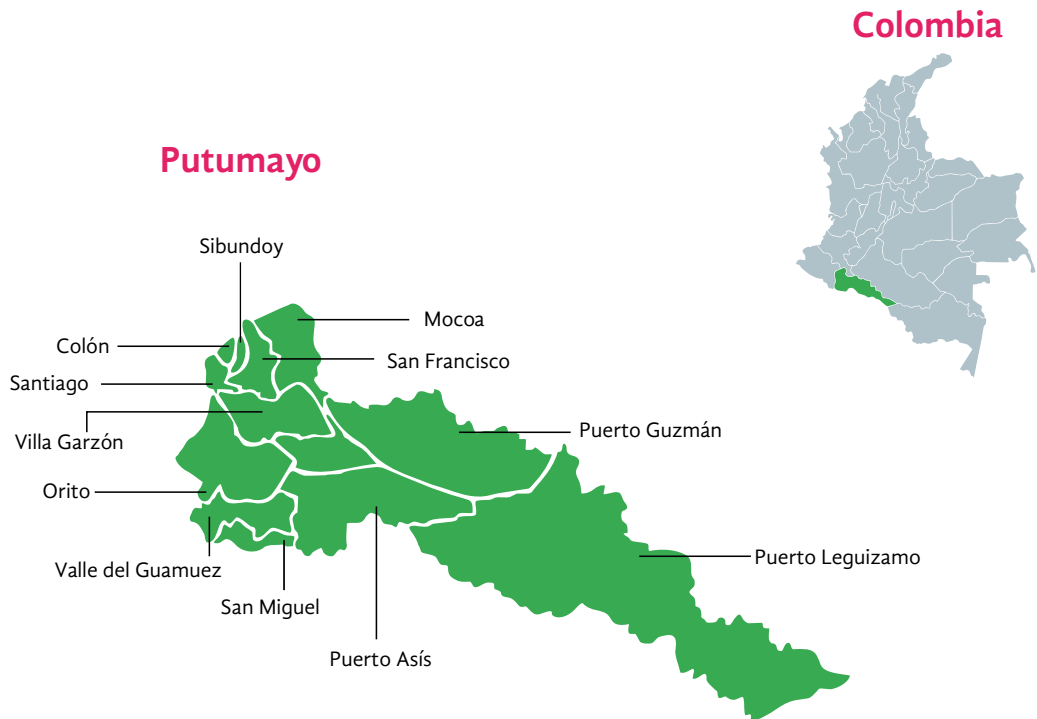 Colombia
Putumayo
Sibundoy
Mocoa
Colón
San Francisco
Santiago
Villa Garzón
Puerto Guzmán
Orito
Puerto Leguizamo
Valle del Guamuez
San Miguel
Puerto Asís